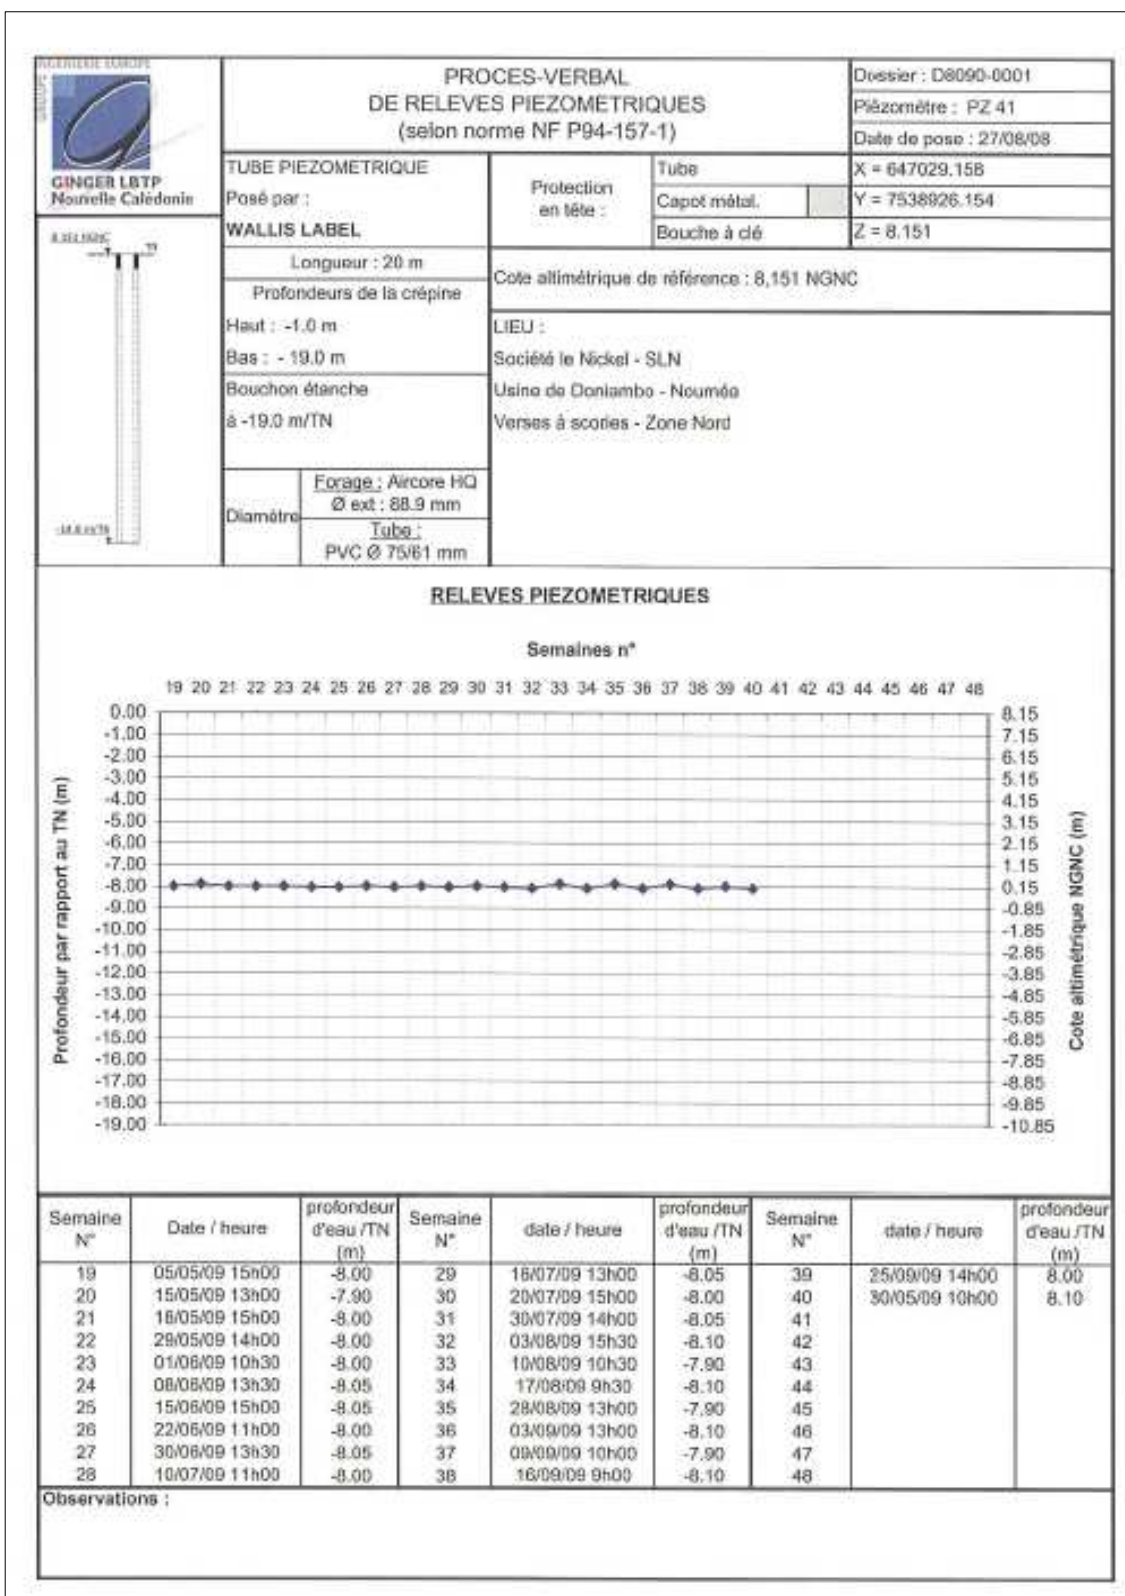 INGENIERIE EUROPE
GROUPE
GINGER LBTP
Nouvelle Calédonie
PROCES-VERBAL
DE RELEVES PIEZOMETRIQUES
(selon norme NF P94-157-1)
Dossier : D8090-0001
Piézomètre : PZ 41
Date de pose : 27/08/08
TUBE PIEZOMETRIQUE
Posé par :
WALLIS LABEL
Protection
en tête :
Tube
Capot métal.
Bouche à clé
X = 647029.158
Y = 7538926.154
Z = 8.151
8.151 NGNC
TN
Longueur : 20 m
Profondeurs de la crépine
Haut : -1.0 m
Bas : - 19.0 m
Bouchon étanche
à -19.0 m/TN
Cote altimétrique de référence : 8,151 NGNC
LIEU :
Société le Nickel - SLN
Usine de Doniambo - Nouméa
Verses à scories - Zone Nord
Diamètre
Forage : Aircore HQ
Ø ext : 88.9 mm
Tube :
PVC Ø 75/61 mm
RELEVES PIEZOMETRIQUES
Semaines n°
19 20 21 22 23 24 25 26 27 28 29 30 31 32 33 34 35 36 37 38 39 40 41 42 43 44 45 46 47 48
Profondeur par rapport au TN (m)
0.00
-1.00
-2.00
-3.00
-4.00
-5.00
-6.00
-7.00
-8.00
-9.00
-10.00
-11.00
-12.00
-13.00
-14.00
-15.00
-16.00
-17.00
-18.00
-19.00
8.15
7.15
6.15
5.15
4.15
3.15
2.15
1.15
0.15
-0.85
-1.85
-2.85
-3.85
-4.85
-5.85
-6.85
-7.85
-8.85
-9.85
-10.85
Cote altimétrique NGNC (m)
Semaine N° Date / heure profondeur d'eau /TN (m) Semaine N° date / heure profondeur d'eau /TN (m) Semaine N° date / heure profondeur d'eau /TN (m)
19 05/05/09 15h00 -8.00 29 16/07/09 13h00 -8.05 39 25/09/09 14h00 8.00
20 15/05/09 13h00 -7.90 30 20/07/09 15h00 -8.00 40 30/05/09 10h00 8.10
21 18/05/09 15h00 -8.00 31 30/07/09 14h00 -8.05 41
22 29/05/09 14h00 -8.00 32 03/08/09 15h30 -8.10 42
23 01/06/09 10h30 -8.00 33 10/08/09 10h30 -7.90 43
24 08/06/09 13h30 -8.05 34 17/08/09 9h30 -8.10 44
25 15/06/09 15h00 -8.05 35 28/08/09 13h00 -7.90 45
26 22/06/09 11h00 -8.00 36 03/09/09 13h00 -8.10 46
27 30/06/09 13h30 -8.05 37 09/09/09 10h00 -7.90 47
28 10/07/09 11h00 -8.00 38 16/09/09 9h00 -8.10 48
Observations :